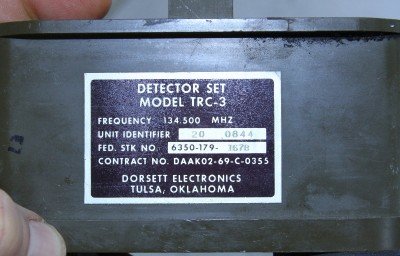 DETECTOR SET
MODEL TRC-3
FREQUENCY 134.500 MHZ
UNIT IDENTIFIER 20 0844
FED. STK NO. 6350-179-7678
CONTRACT NO. DAAK02-69-C-0355
DORSETT ELECTRONICS
TULSA, OKLAHOMA